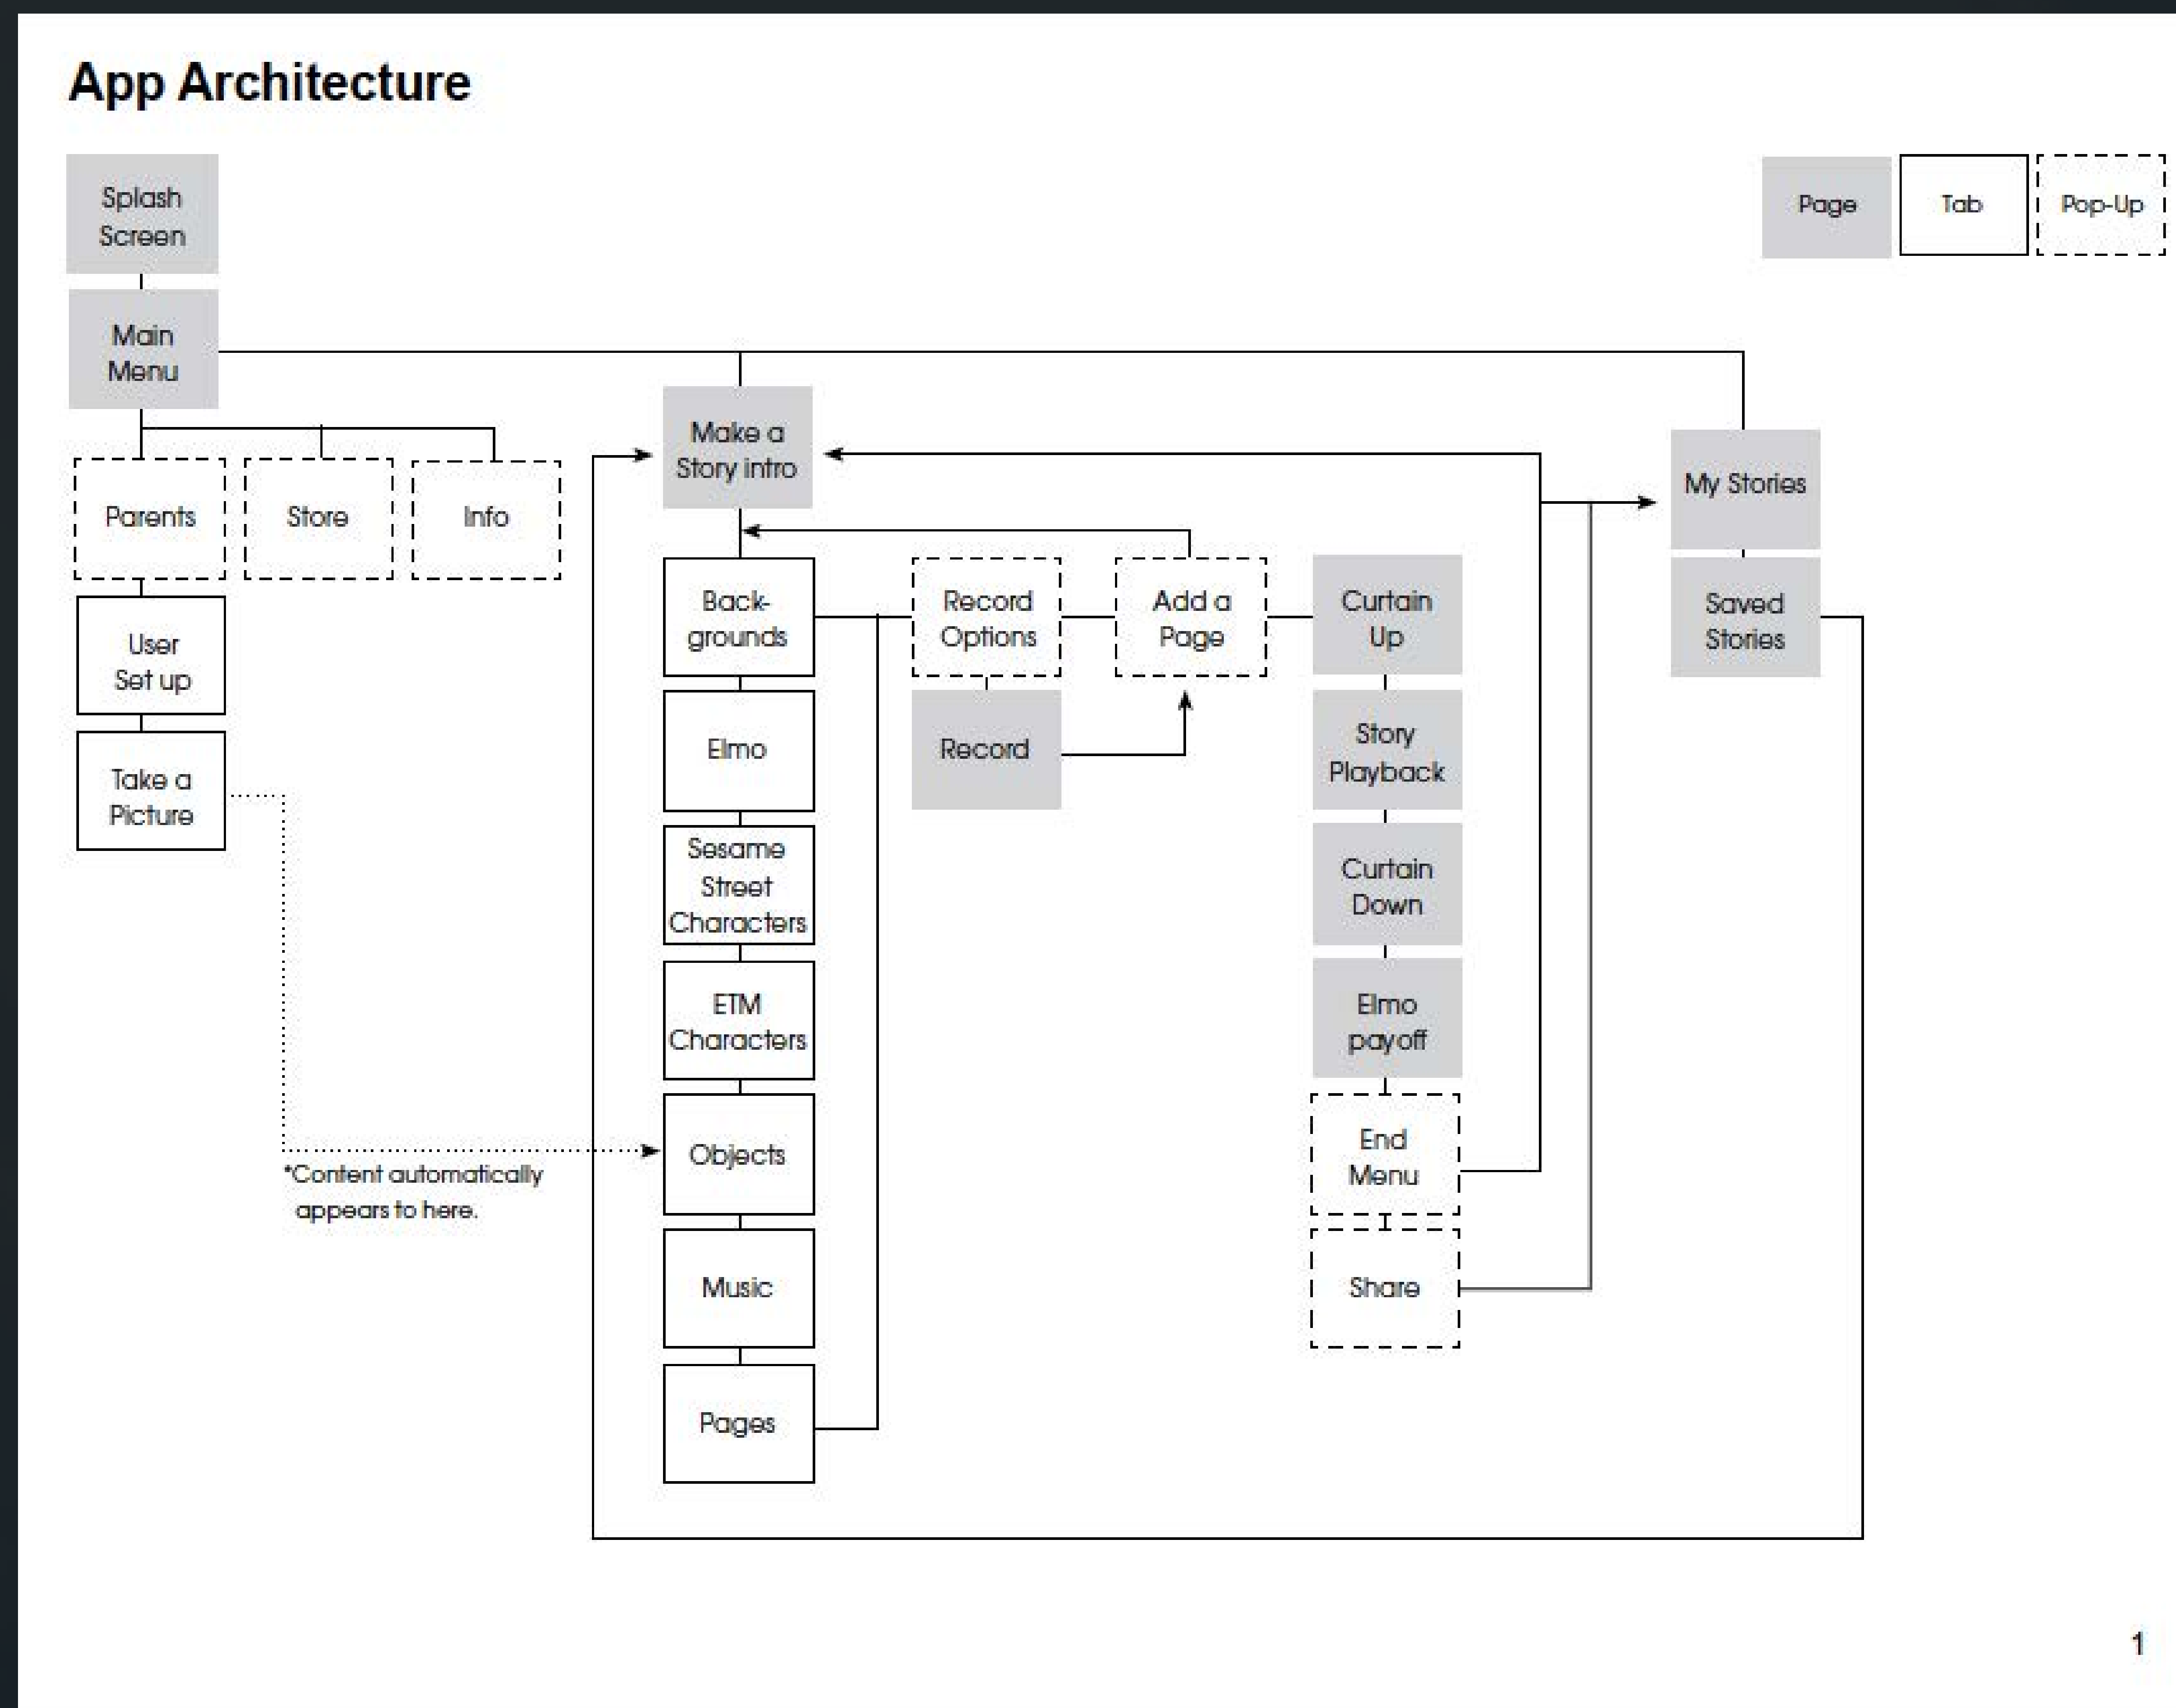 App Architecture
Splash
Screen
Page
Tab
Pop-Up
Main
Menu
Make a
Story intro
My Stories
Parents
Store
Info
Back-
grounds
Record
Options
Add a
Page
Curtain
Up
Saved
Stories
User
Set up
Elmo
Record
Story
Playback
Take a
Picture
Sesame
Street
Characters
Curtain
Down
ETM
Characters
Elmo
payoff
Objects
End
Menu
*Content automatically
appears to here.
Music
Share
Pages
1